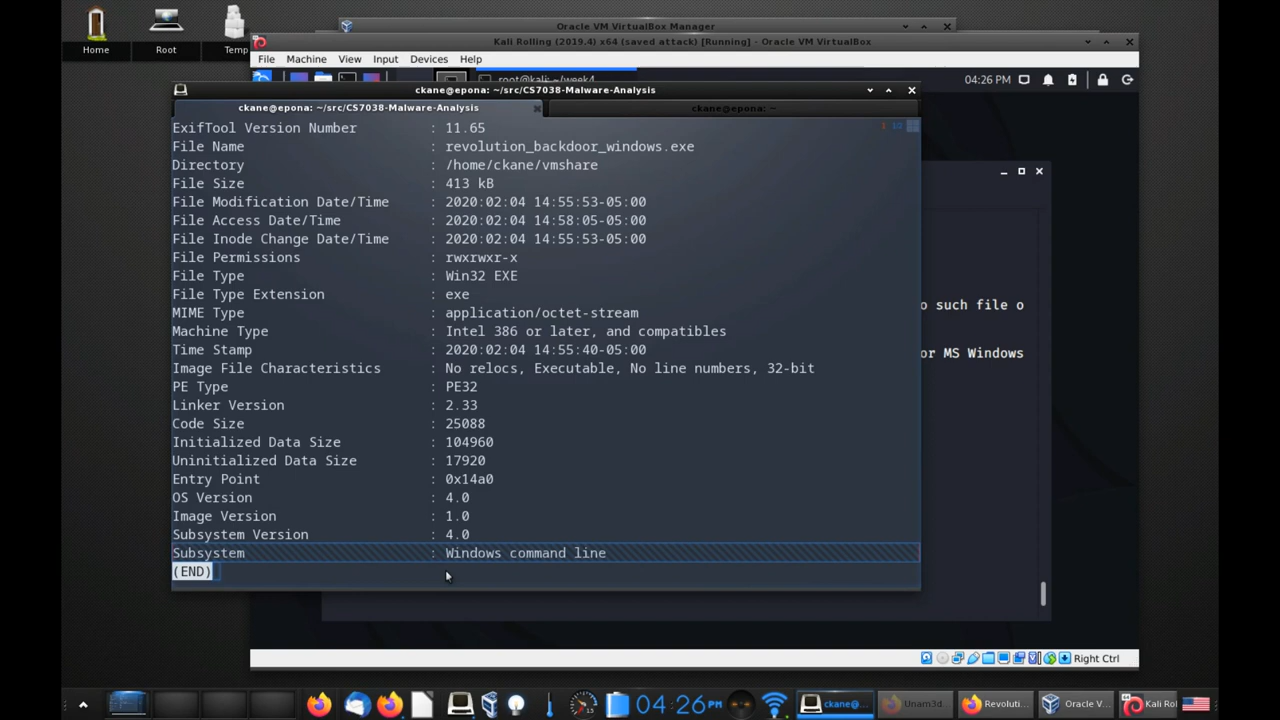 Home
Root
Temp
Oracle VM VirtualBox Manager
Kali Rolling (2019.4) x64 (saved attack) [Running] - Oracle VM VirtualBox
File Machine View Input Devices Help
root@kali: ~/week4
04:26 PM
ckane@epona: ~/src/CS7038-Malware-Analysis
ckane@epona: ~/src/CS7038-Malware-Analysis
ckane@epona: ~
ExifTool Version Number : 11.65
File Name : revolution_backdoor_windows.exe
Directory : /home/ckane/vmshare
File Size : 413 kB
File Modification Date/Time : 2020:02:04 14:55:53-05:00
File Access Date/Time : 2020:02:04 14:58:05-05:00
File Inode Change Date/Time : 2020:02:04 14:55:53-05:00
File Permissions : rwxrwxr-x
File Type : Win32 EXE
File Type Extension : exe
MIME Type : application/octet-stream
Machine Type : Intel 386 or later, and compatibles
Time Stamp : 2020:02:04 14:55:40-05:00
Image File Characteristics : No relocs, Executable, No line numbers, 32-bit
PE Type : PE32
Linker Version : 2.33
Code Size : 25088
Initialized Data Size : 104960
Uninitialized Data Size : 17920
Entry Point : 0x14a0
OS Version : 4.0
Image Version : 1.0
Subsystem Version : 4.0
Subsystem : Windows command line
(END)
o such file o
or MS Windows
Right Ctrl
04:26 PM
ckane@...
Unam3d
Revoluti...
Oracle V...
Kali Rol